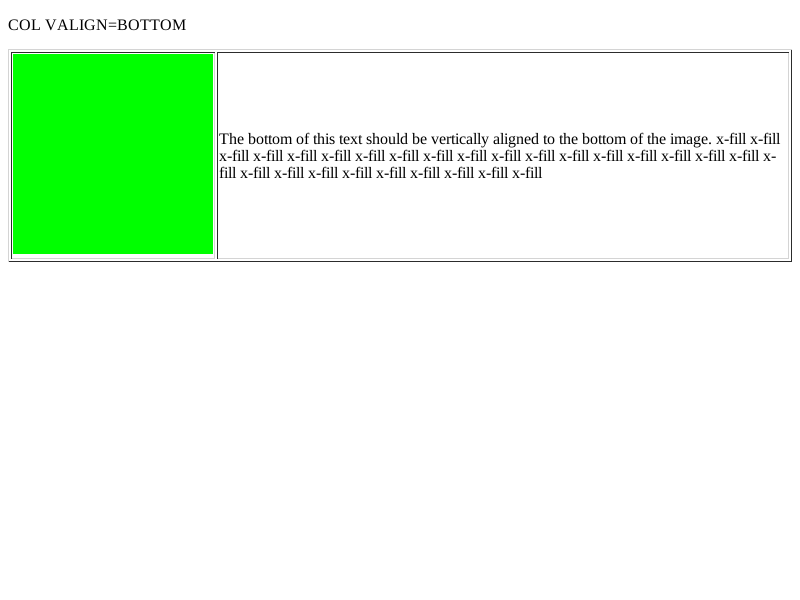 COL VALIGN=BOTTOM
The bottom of this text should be vertically aligned to the bottom of the image. x-fill x-fill
x-fill x-fill x-fill x-fill x-fill x-fill x-fill x-fill x-fill x-fill x-fill x-fill x-fill x-fill x-fill x-fill x-
fill x-fill x-fill x-fill x-fill x-fill x-fill x-fill x-fill x-fill